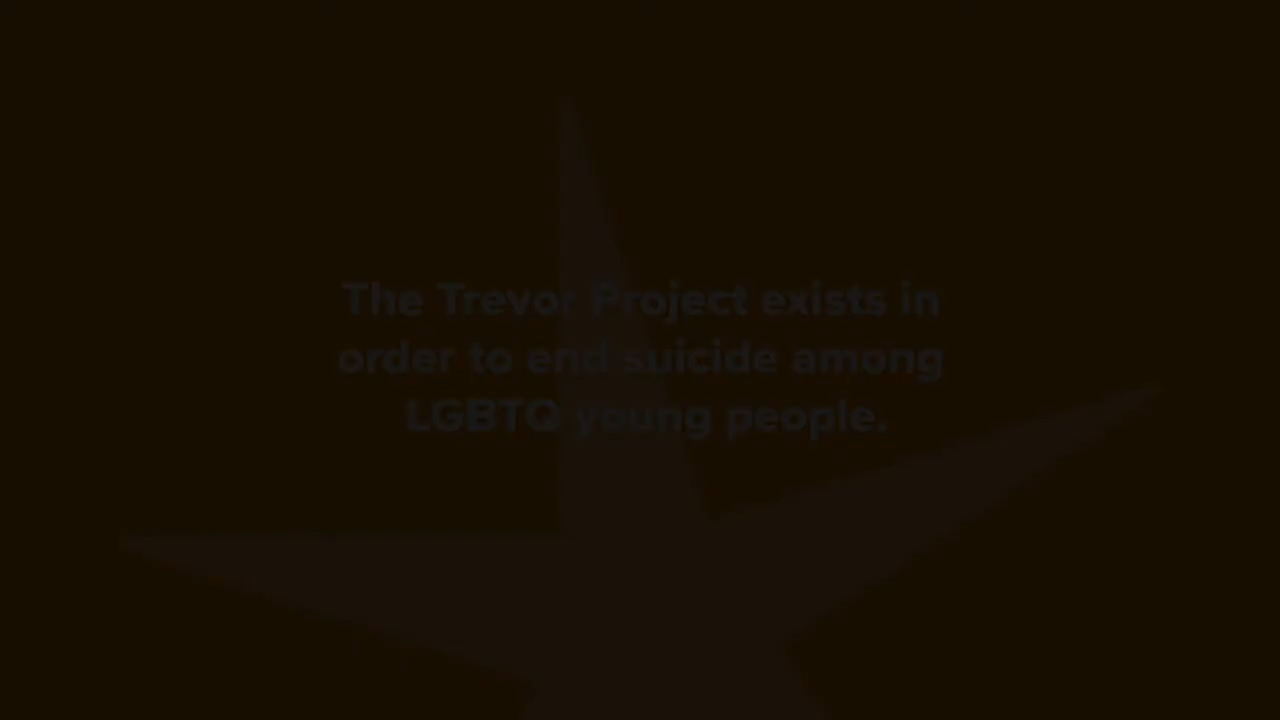 The Trevor Project exists in
order to end suicide among
LGBTQ young people.